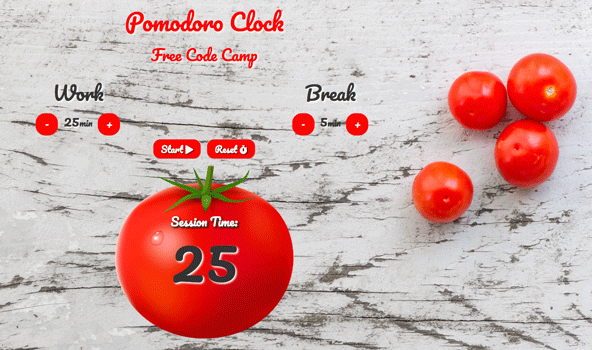 Pomodoro Clock
Free Code Camp
Work
Break
- 25min +
- 5min +
Start
Reset
Session Time:
25